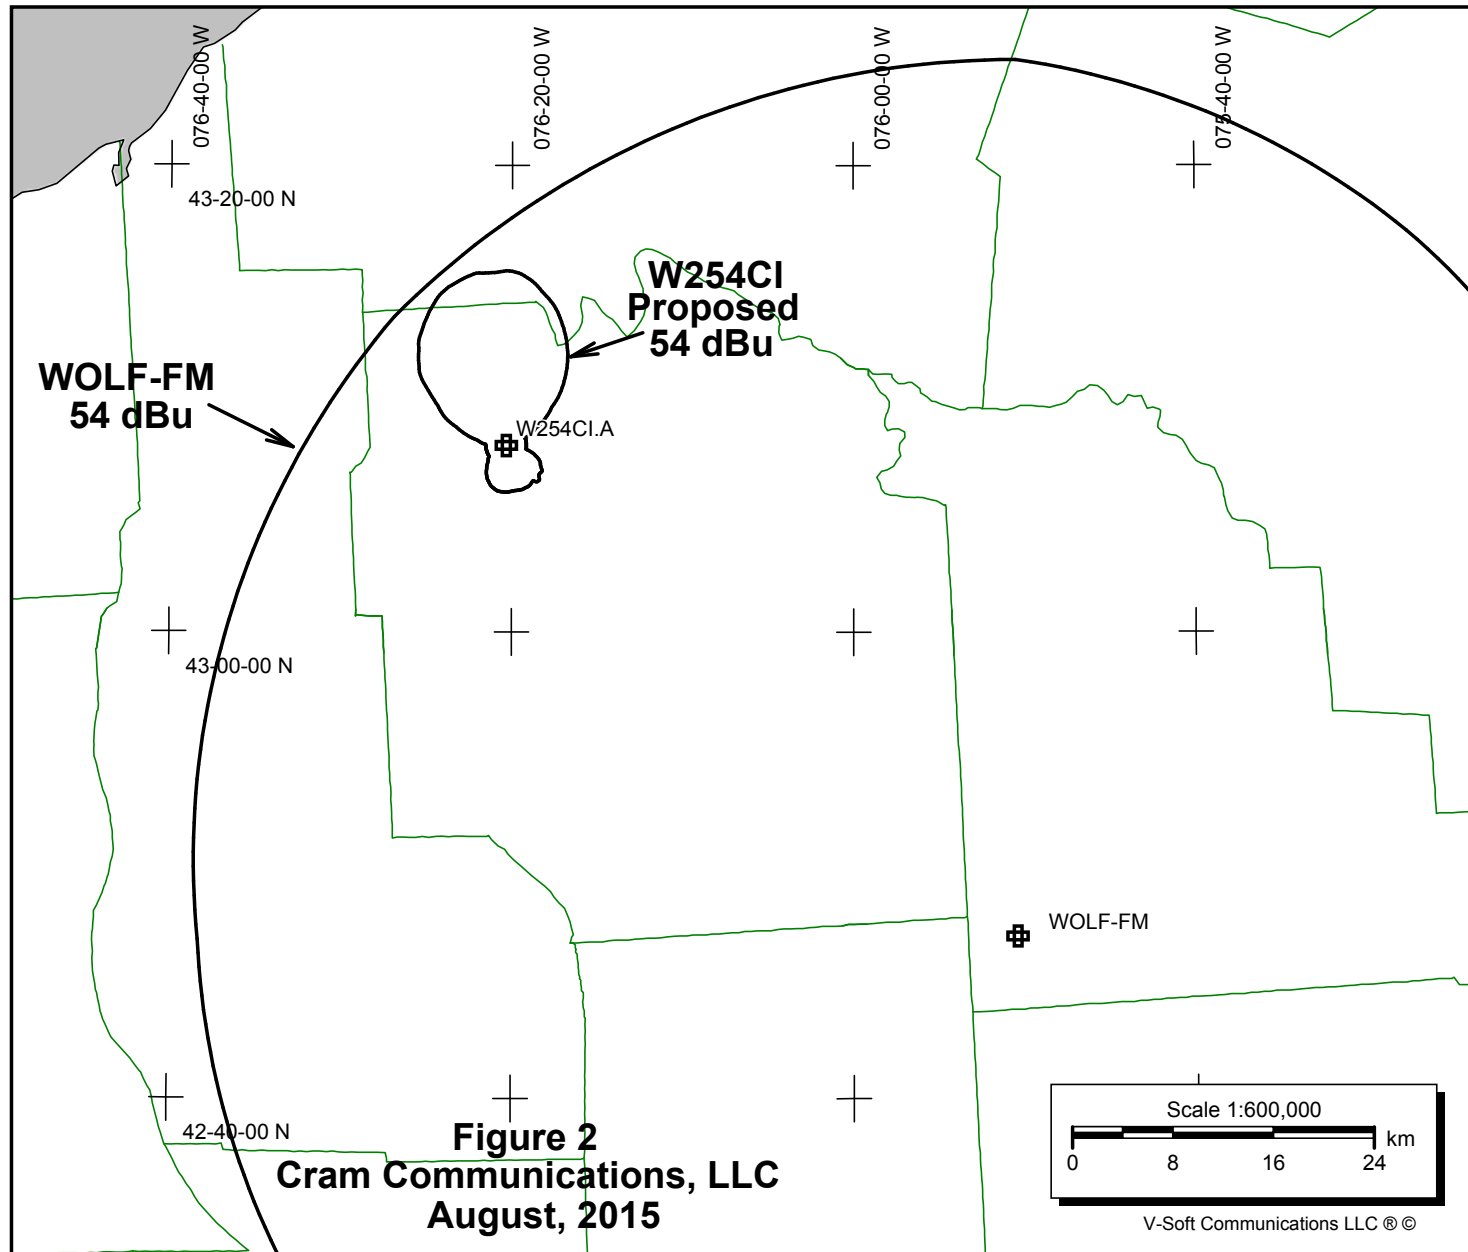 076-40-00 W
076-20-00 W
076-00-00 W
075-40-00 W
43-20-00 N
W254CI
Proposed
54 dBu
WOLF-FM
54 dBu
W254CI.A
43-00-00 N
WOLF-FM
42-40-00 N
Figure 2
Cram Communications, LLC
August, 2015
Scale 1:600,000
km
0 8 16 24
V-Soft Communications LLC ® ©